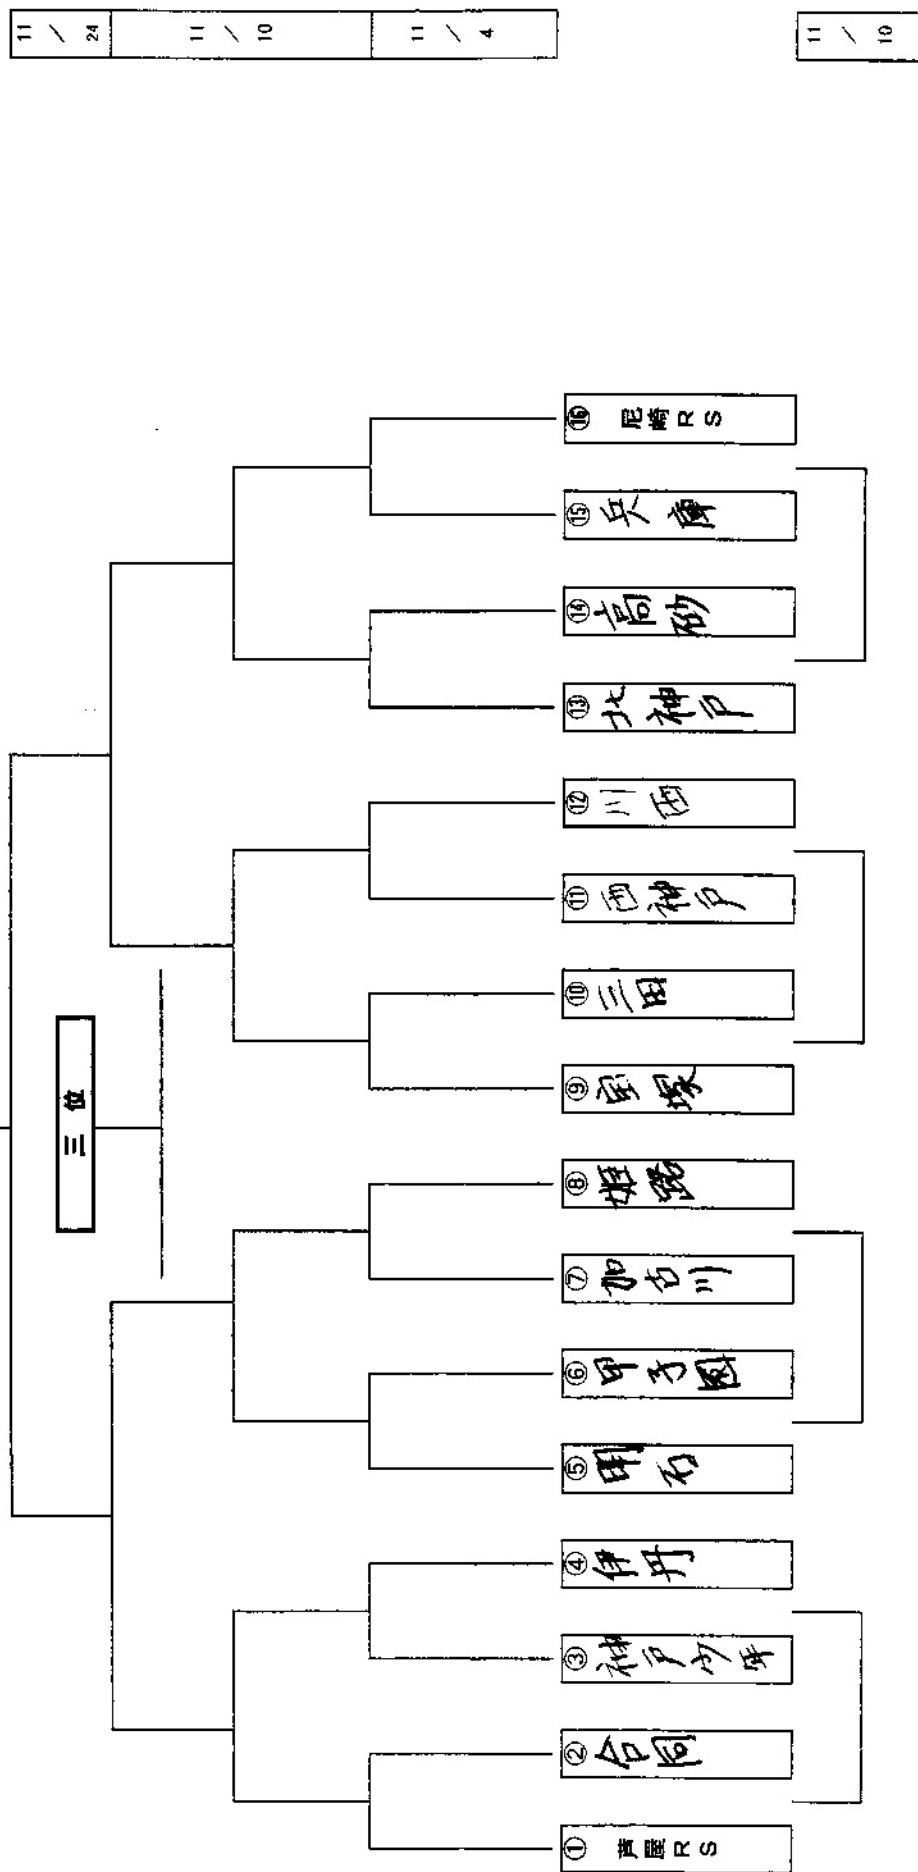 11 / 24
11 / 10
11 / 4
11 / 10
三位
① 芦屋RS
② 合同
③ 神戸少年
④ 伊丹
⑤ 明石
⑥ 甲子園
⑦ 加古川
⑧ 姫路
⑨ 宝塚
⑩ 三田
⑪ 西神戸
⑫ 川西
⑬ 北神戸
⑭ 高砂
⑮ 兵庫
⑯ 尼崎RS